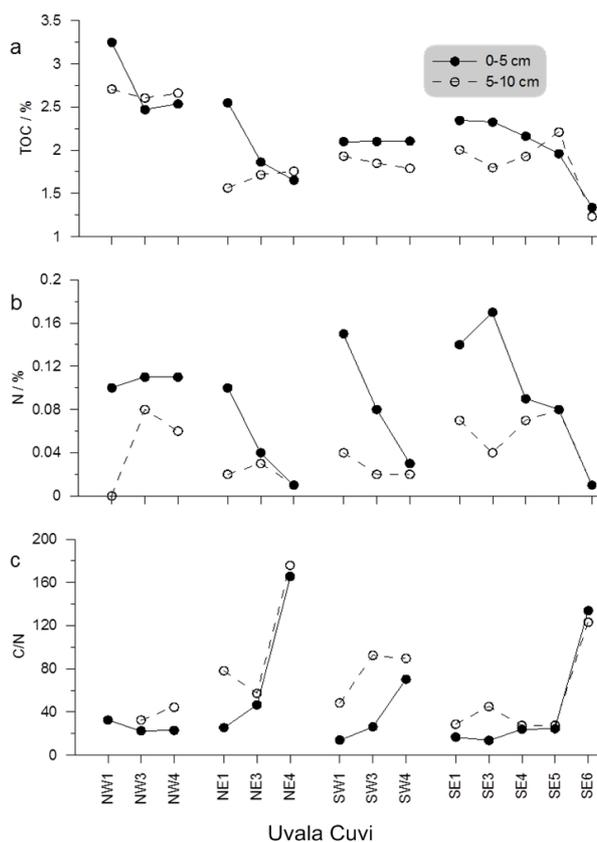 a
TOC / %
3.5
3
2.5
2
1.5
1
0-5 cm
5-10 cm
b
N / %
0.2
0.16
0.12
0.08
0.04
0
c
C/N
200
160
120
80
40
0
NW1 NW3 NW4 NE1 NE3 NE4 SW1 SW3 SW4 SE1 SE3 SE4 SE5 SE6
Uvala Cuvi